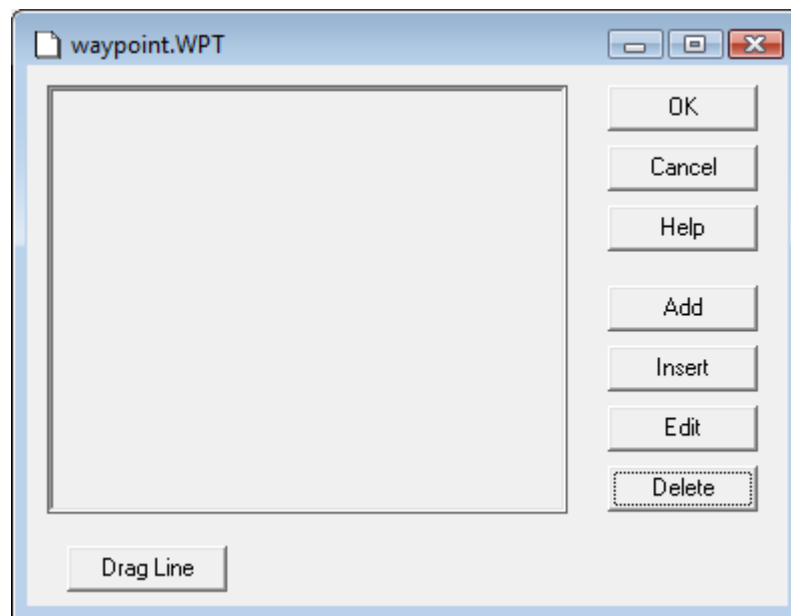 waypoint.WPT
OK
Cancel
Help
Add
Insert
Edit
Delete
Drag Line